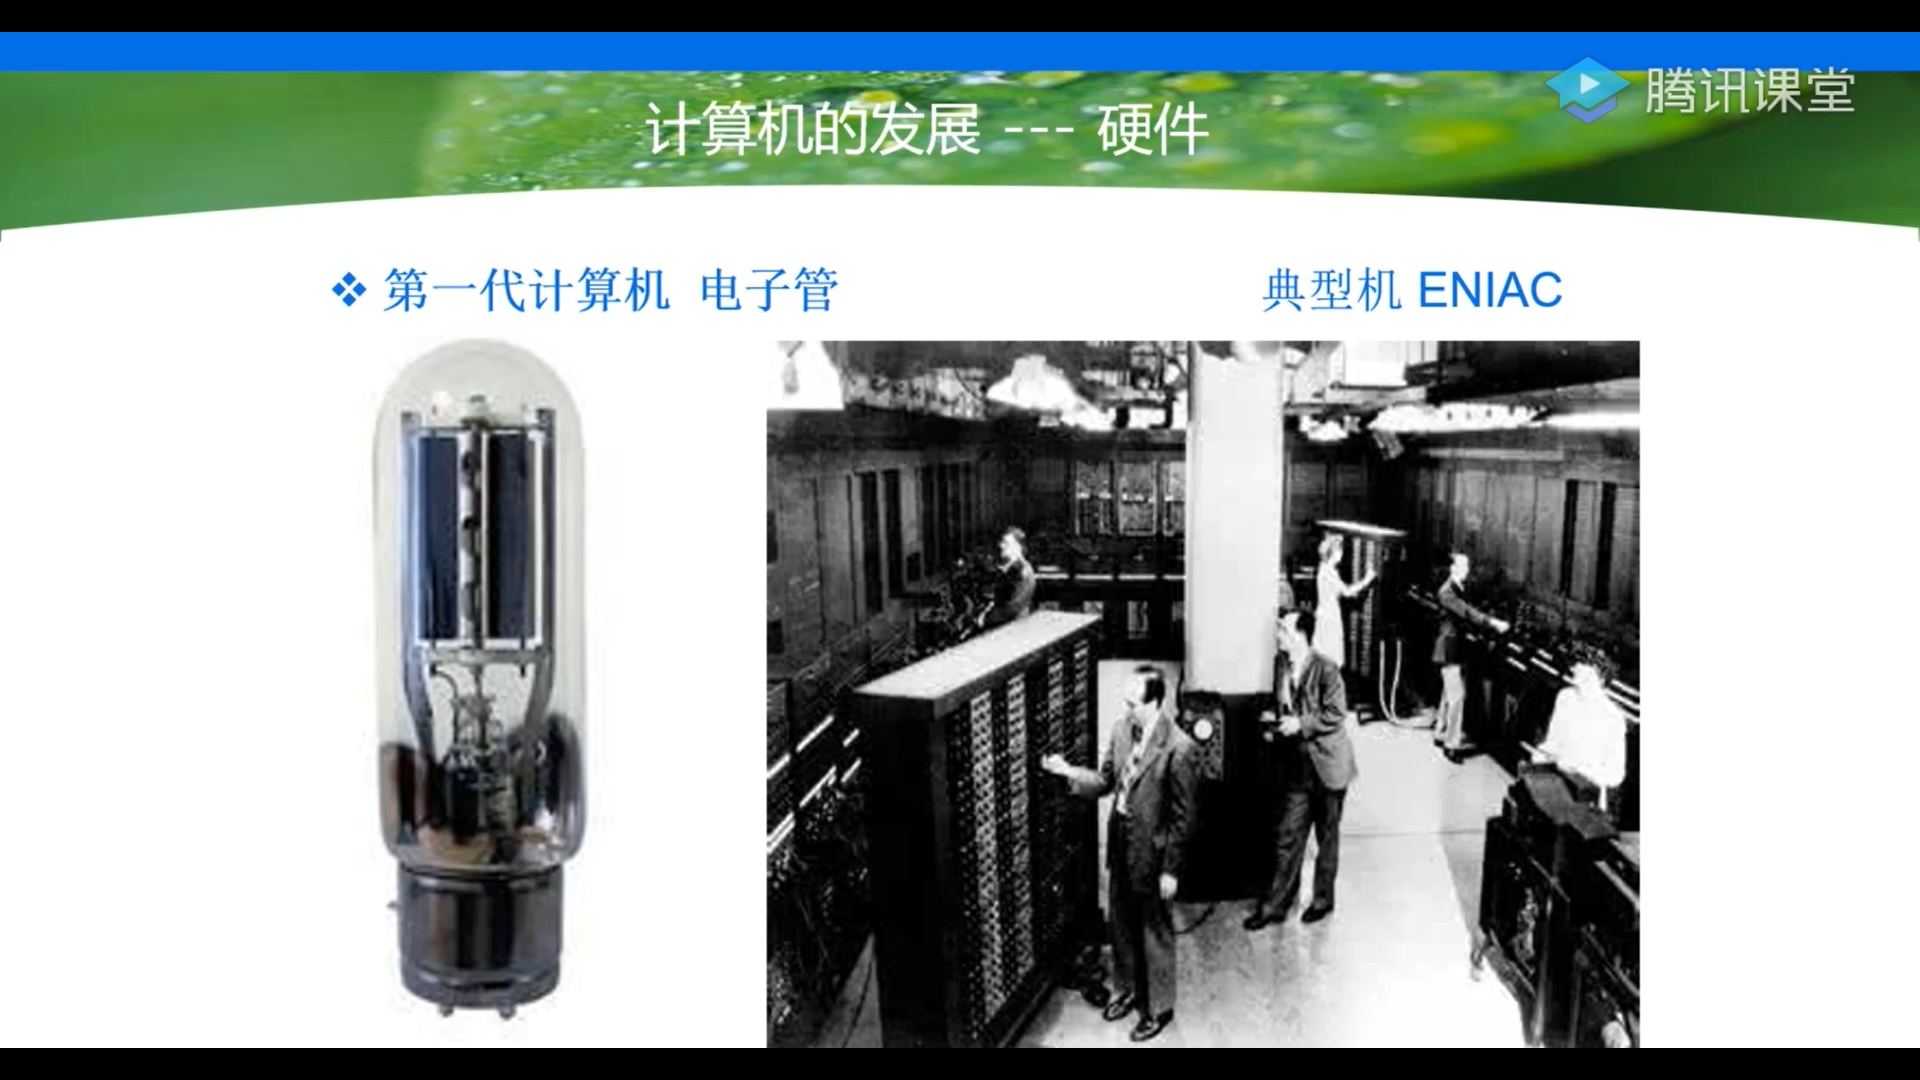 腾讯课堂
计算机的发展 --- 硬件
❖ 第一代计算机 电子管
典型机 ENIAC